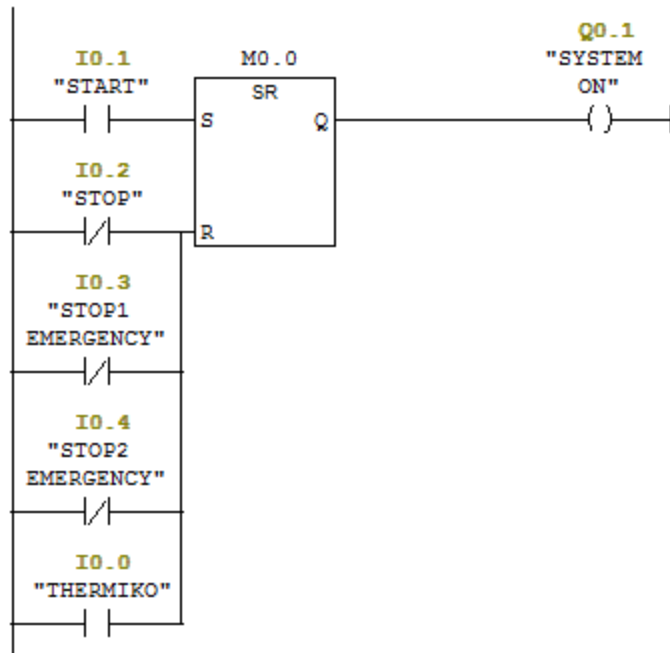 I0.1
"START"
M0.0
SR
S
Q
Q0.1
"SYSTEM
ON"
I0.2
"STOP"
R
I0.3
"STOP1
EMERGENCY"
I0.4
"STOP2
EMERGENCY"
I0.0
"THERMIKO"